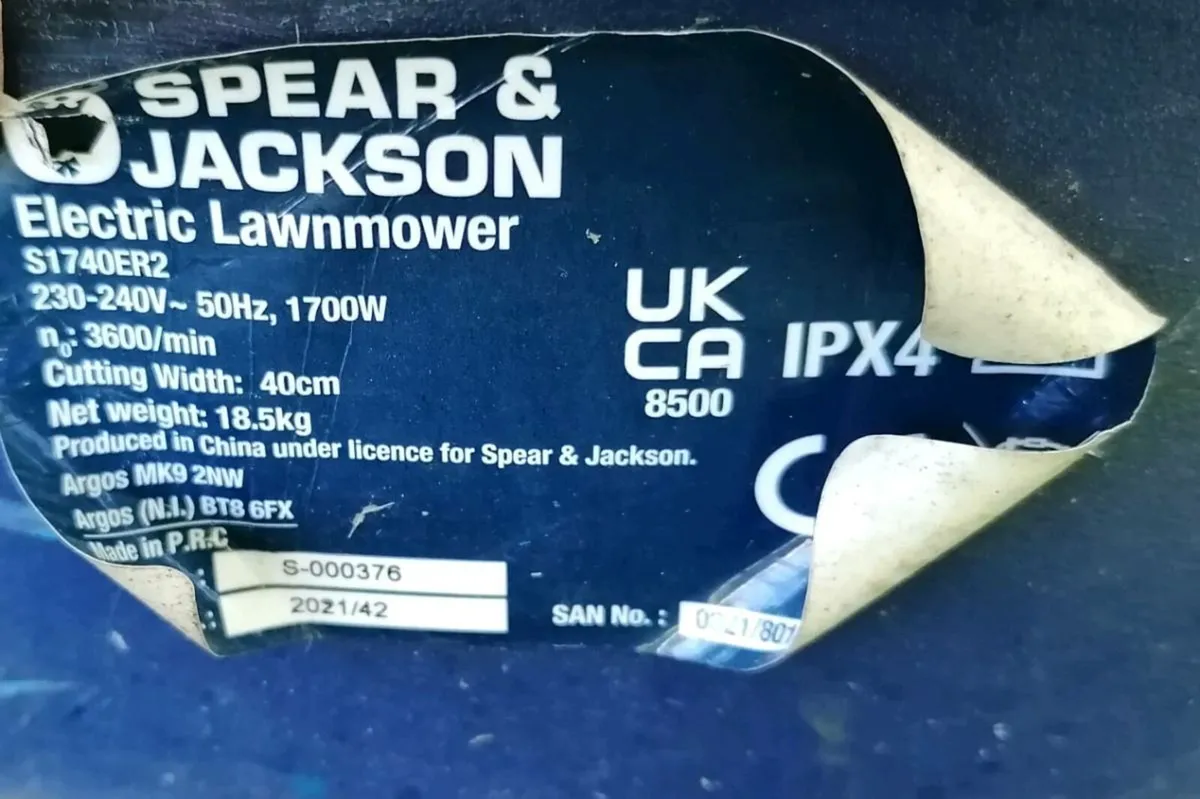 SPEAR &
JACKSON
Electric Lawnmower
S1740ER2
230-240V~ 50Hz, 1700W
n₀: 3600/min
Cutting Width: 40cm
Net weight: 18.5kg
Produced in China under licence for Spear & Jackson.
Argos MK9 2NW
Argos (N.I.) BT8 6FX
Made in P.R.C
S-000376
2021/42
UK
CA
8500
IPX4
SAN No. :